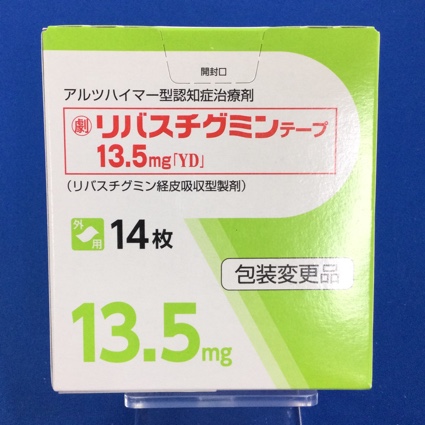 開封口
アルツハイマー型認知症治療剤
劇 リバスチグミンテープ
13.5mg「YD」
(リバスチグミン経皮吸収型製剤)
外用 14枚
包装変更品
13.5mg